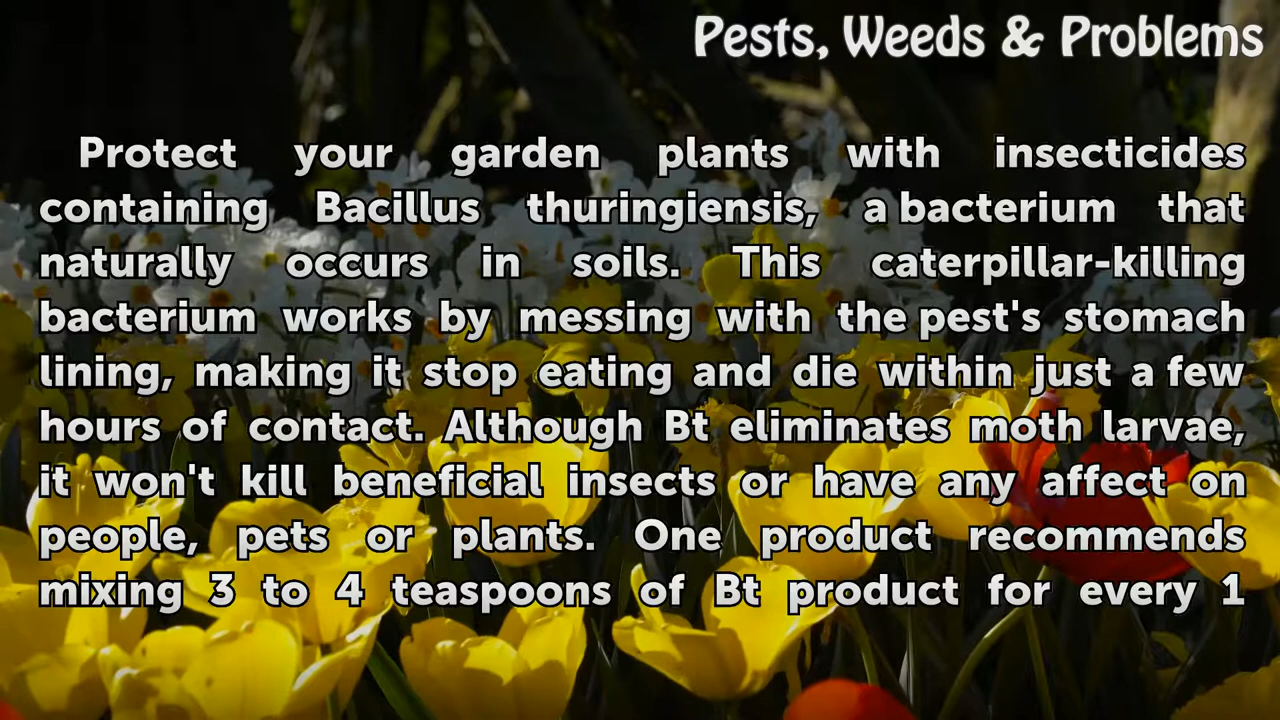 Pests, Weeds & Problems
Protect your garden plants with insecticides
containing Bacillus thuringiensis, a bacterium that
naturally occurs in soils. This caterpillar-killing
bacterium works by messing with the pest's stomach
lining, making it stop eating and die within just a few
hours of contact. Although Bt eliminates moth larvae,
it won't kill beneficial insects or have any affect on
people, pets or plants. One product recommends
mixing 3 to 4 teaspoons of Bt product for every 1